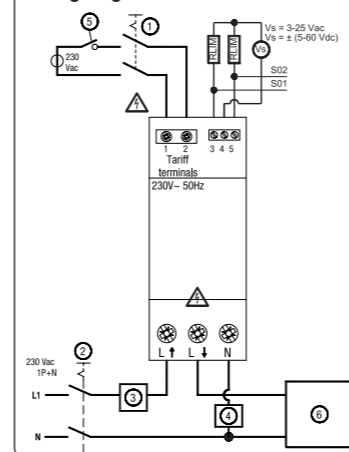 5
1
RLIM
RLIM
Vs = 3-25 Vac
Vs = ± (5-60 Vdc)
Vs
230
Vac
S02
S01
1 2
3 4 5
Tariff
terminals
230V~ 50Hz
L ↑ L ↓ N
230 Vac
1P+N
2
L1
3
4
6
N